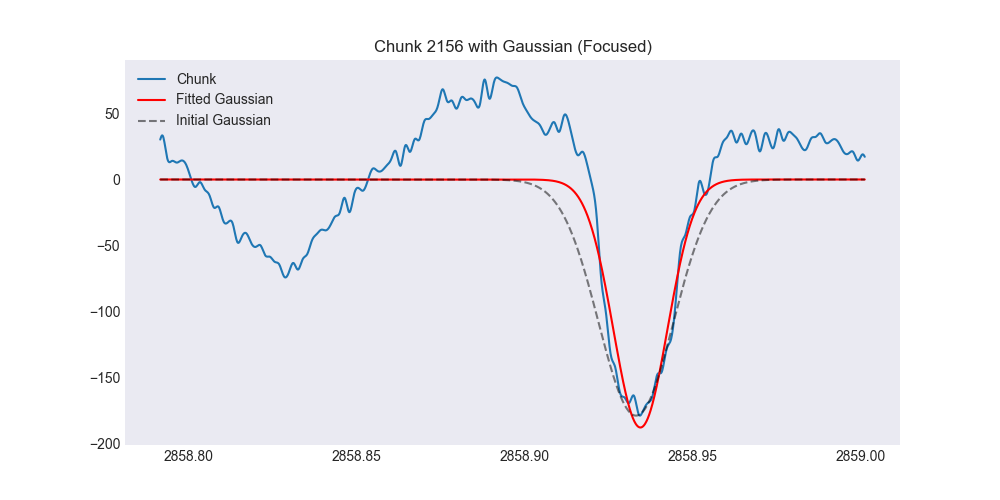 Chunk 2156 with Gaussian (Focused)
Chunk
Fitted Gaussian
Initial Gaussian
50
0
−50
−100
−150
−200
2858.80 2858.85 2858.90 2858.95 2859.00